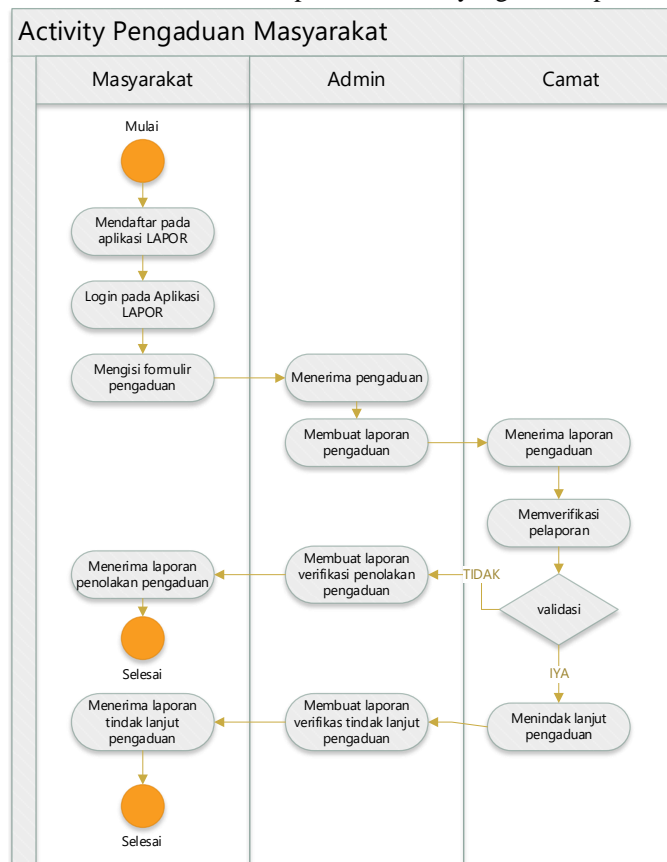 Activity Pengaduan Masyarakat
Masyarakat
Admin
Camat
Mulai
Mendaftar pada
aplikasi LAPOR
Login pada Aplikasi
LAPOR
Mengisi formulir
pengaduan
Menerima pengaduan
Membuat laporan
pengaduan
Menerima laporan
pengaduan
Memverifikasi
pelaporan
validasi
TIDAK
Membuat laporan
verifikasi penolakan
pengaduan
Menerima laporan
penolakan pengaduan
Selesai
IYA
Menindak lanjut
pengaduan
Membuat laporan
verifikas tindak lanjut
pengaduan
Menerima laporan
tindak lanjut
pengaduan
Selesai